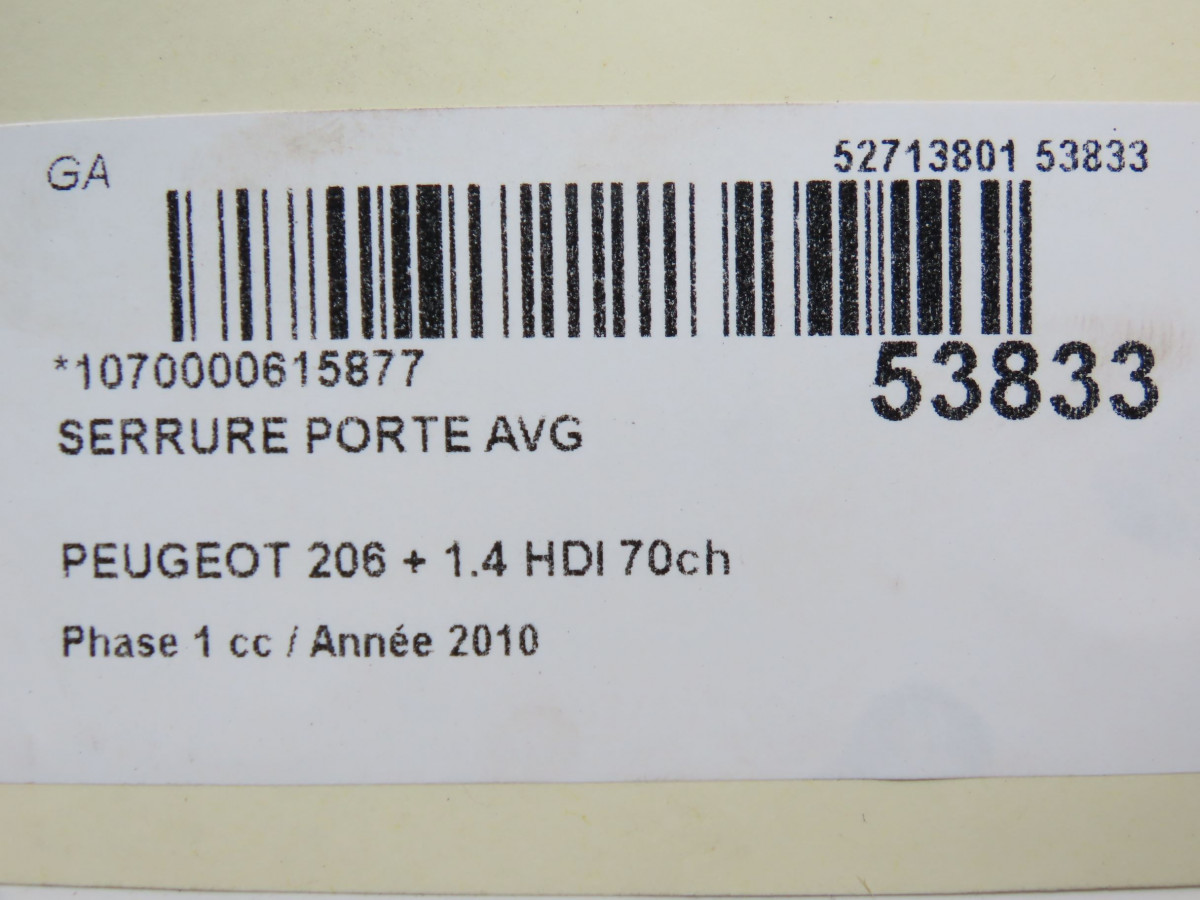 GA
52713801 53833
*1070000615877
53833
SERRURE PORTE AVG
PEUGEOT 206 + 1.4 HDI 70ch
Phase 1 cc / Année 2010